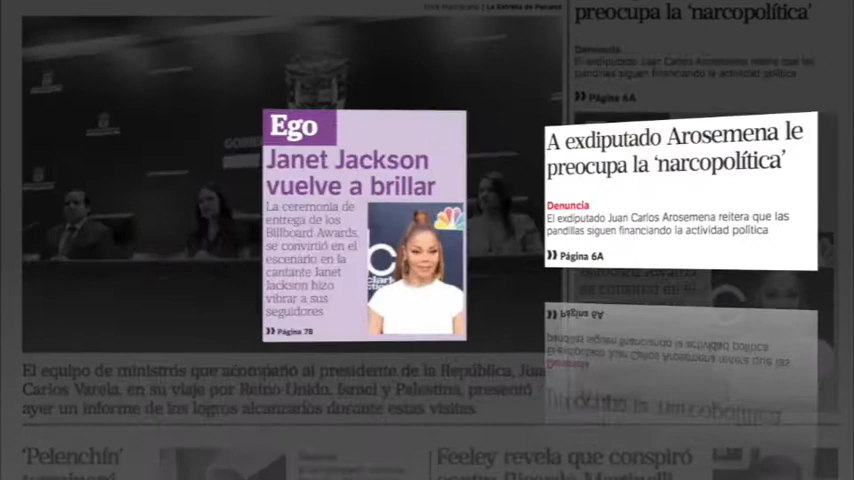 La Estrella de Panamá
preocupa la ‘narcopolítica’
Denuncia
El exdiputado Juan Carlos Arosemena reitera que las
pandillas siguen financiando la actividad política
Página 6A
Ego
Janet Jackson
vuelve a brillar
La ceremonia de
entrega de los
Billboard Awards,
se convirtió en el
escenario en la
cantante Janet
Jackson hizo
vibrar a sus
seguidores
Página 7B
A exdiputado Arosemena le
preocupa la ‘narcopolítica’
Denuncia
El exdiputado Juan Carlos Arosemena reitera que las
pandillas siguen financiando la actividad política
Página 6A
El equipo de ministros que acompañó al presidente de la República, Juan
Carlos Varela, en su viaje por Reino Unido, Israel y Palestina, presentó
ayer un informe de los logros alcanzados durante estas visitas
‘Pelenchín’
Feeley revela que conspiró